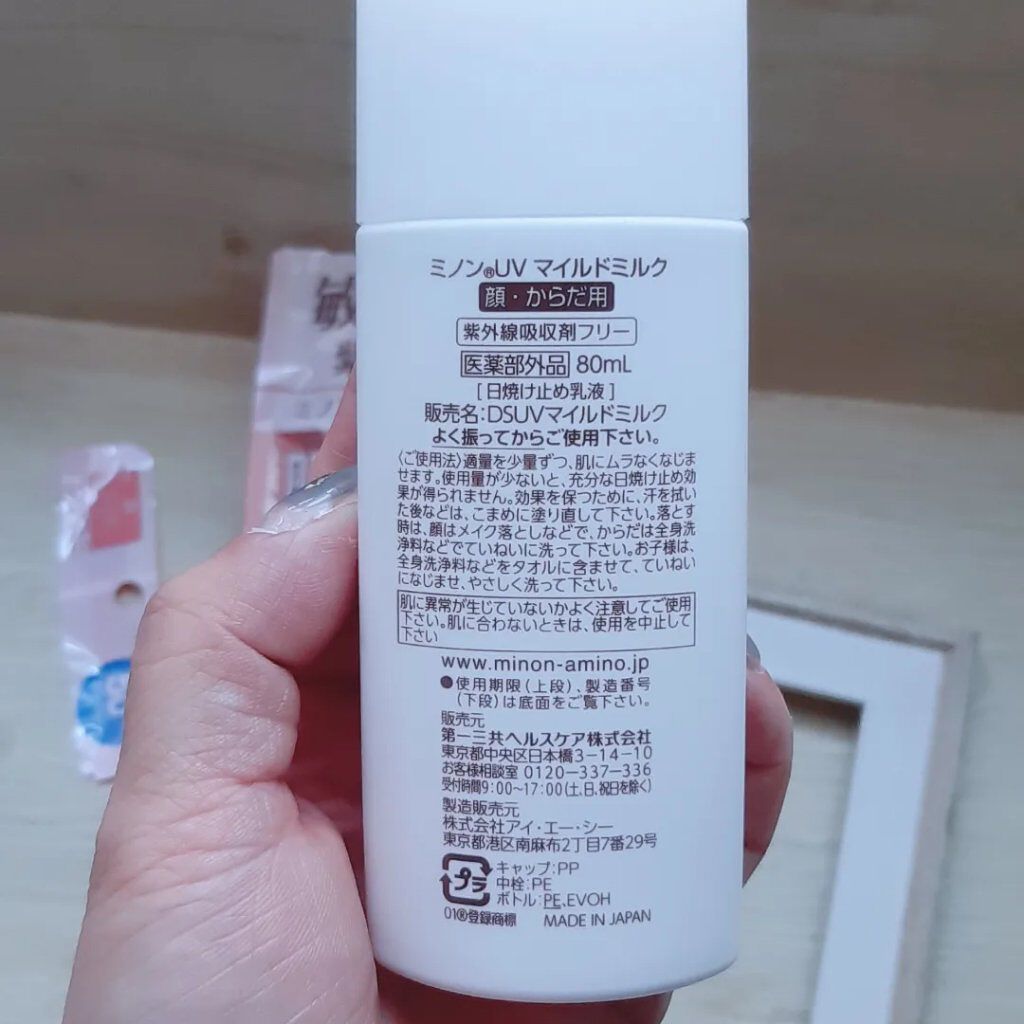 ミノン®UV マイルドミルク
顔・からだ用
紫外線吸収剤フリー
医薬部外品 80mL
[日焼け止め乳液]
販売名:DSUVマイルドミルク
よく振ってからご使用下さい。
〈ご使用法〉適量を少量ずつ、肌にムラなくなじま
せます。使用量が少ないと、充分な日焼け止め効
果が得られません。効果を保つために、汗を拭い
た後などは、こまめに塗り直して下さい。落とす
時は、顔はメイク落としなどで、からだは全身洗
浄料などでていねいに洗って下さい。お子様は、
全身洗浄料などをタオルに含ませて、ていねい
になじませ、やさしく洗って下さい。
肌に異常が生じていないかよく注意してご使用
下さい。肌に合わないときは、使用を中止して
下さい
www.minon-amino.jp
●使用期限(上段)、製造番号
(下段)は底面をご覧下さい。
販売元
第一三共ヘルスケア株式会社
東京都中央区日本橋3-14-10
お客様相談室 0120-337-336
受付時間9:00~17:00(土、日、祝日を除く)
製造販売元
株式会社アイ・エー・シー
東京都港区南麻布2丁目7番29号
プラ
キャップ:PP
中栓:PE
ボトル:PE、EVOH
01®登録商標 MADE IN JAPAN
敏